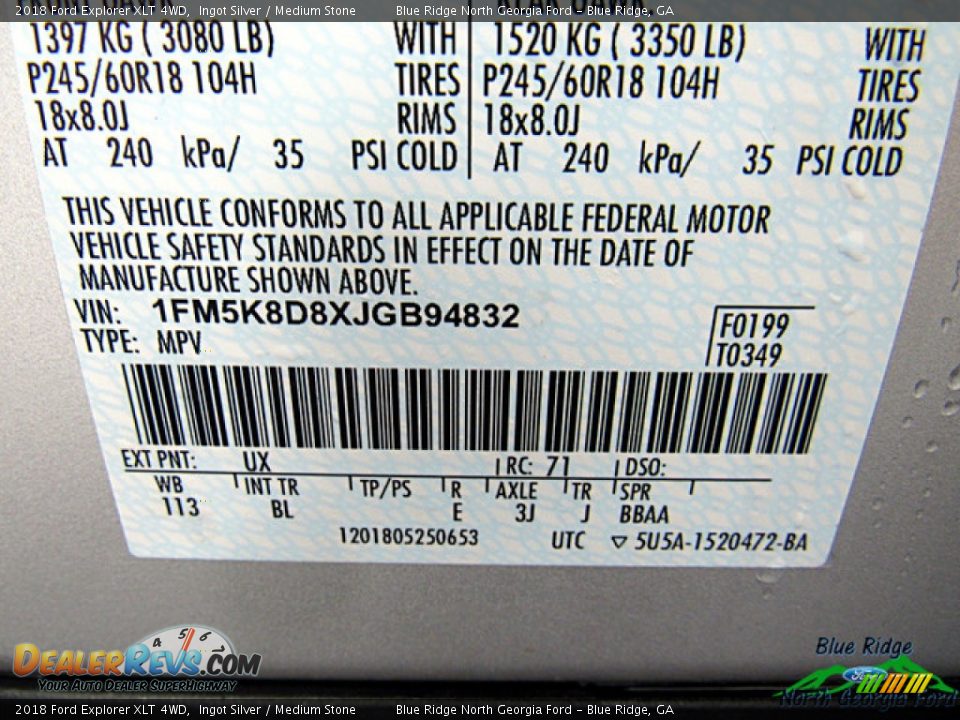 2018 Ford Explorer XLT 4WD, Ingot Silver / Medium Stone Blue Ridge North Georgia Ford - Blue Ridge, GA
1397 KG ( 3080 LB) WITH 1520 KG ( 3350 LB) WITH
P245/60R18 104H TIRES P245/60R18 104H TIRES
18x8.0J RIMS 18x8.0J RIMS
AT 240 kPa/ 35 PSI COLD AT 240 kPa/ 35 PSI COLD
THIS VEHICLE CONFORMS TO ALL APPLICABLE FEDERAL MOTOR
VEHICLE SAFETY STANDARDS IN EFFECT ON THE DATE OF
MANUFACTURE SHOWN ABOVE.
VIN: 1FM5K8D8XJGB94832
TYPE: MPV
F0199
T0349
EXT PNT: UX RC: 71 DSO:
WB INT TR TP/PS R AXLE TR SPR
113 BL E 3J J BBAA
1201805250653 UTC ▽ 5U5A-1520472-BA
4 5 6 7
DEALERREVS.COM
YOUR AUTO DEALER SUPERHIGHWAY
Blue Ridge
Ford
North Georgia Ford
2018 Ford Explorer XLT 4WD, Ingot Silver / Medium Stone Blue Ridge North Georgia Ford - Blue Ridge, GA